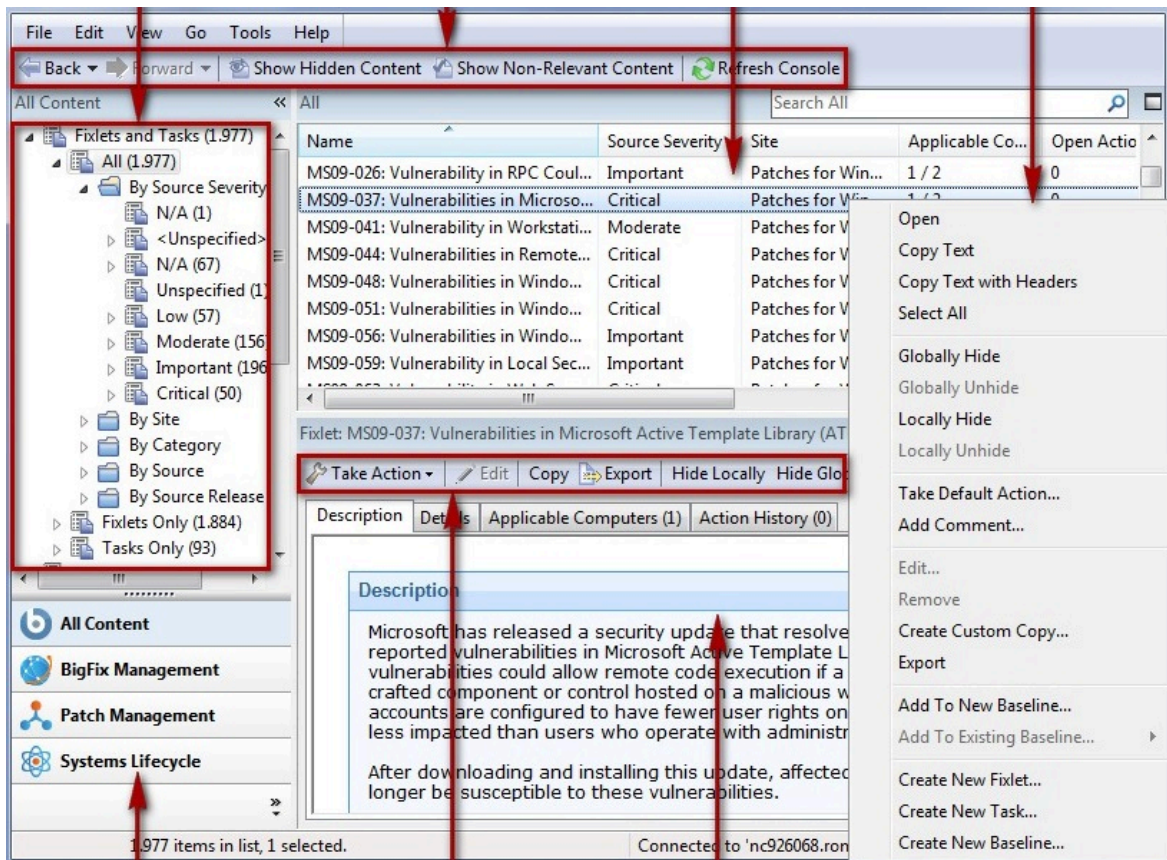 File Edit View Go Tools Help
Back Forward Show Hidden Content Show Non-Relevant Content Refresh Console
All Content « All Search All
Fixlets and Tasks (1.977)
All (1.977)
By Source Severity
N/A (1)
<Unspecified>
N/A (67)
Unspecified (1)
Low (57)
Moderate (156)
Important (196
Critical (50)
By Site
By Category
By Source
By Source Release
Fixlets Only (1.884)
Tasks Only (93)
All Content
BigFix Management
Patch Management
Systems Lifecycle
»
Name Source Severity Site Applicable Co... Open Actio
MS09-026: Vulnerability in RPC Coul... Important Patches for Win... 1 / 2 0
MS09-037: Vulnerabilities in Microso... Critical Patches for Win... 1 / 2 0
MS09-041: Vulnerability in Workstati... Moderate Patches for W
MS09-044: Vulnerabilities in Remote... Critical Patches for W
MS09-048: Vulnerabilities in Windo... Critical Patches for W
MS09-051: Vulnerabilities in Windo... Critical Patches for W
MS09-056: Vulnerabilities in Windo... Important Patches for W
MS09-059: Vulnerability in Local Sec... Important Patches for W
Fixlet: MS09-037: Vulnerabilities in Microsoft Active Template Library (AT
Take Action Edit Copy Export Hide Locally Hide Glo
Description Details Applicable Computers (1) Action History (0)
Description
Microsoft has released a security update that resolve
reported vulnerabilities in Microsoft Active Template L
vulnerabilities could allow remote code execution if a
crafted component or control hosted on a malicious w
accounts are configured to have fewer user rights on
less impacted than users who operate with administr
After downloading and installing this update, affected
longer be susceptible to these vulnerabilities.
Open
Copy Text
Copy Text with Headers
Select All
Globally Hide
Globally Unhide
Locally Hide
Locally Unhide
Take Default Action...
Add Comment...
Edit...
Remove
Create Custom Copy...
Export
Add To New Baseline...
Add To Existing Baseline...
Create New Fixlet...
Create New Task...
Create New Baseline...
1.977 items in list, 1 selected. Connected to 'nc926068.rom